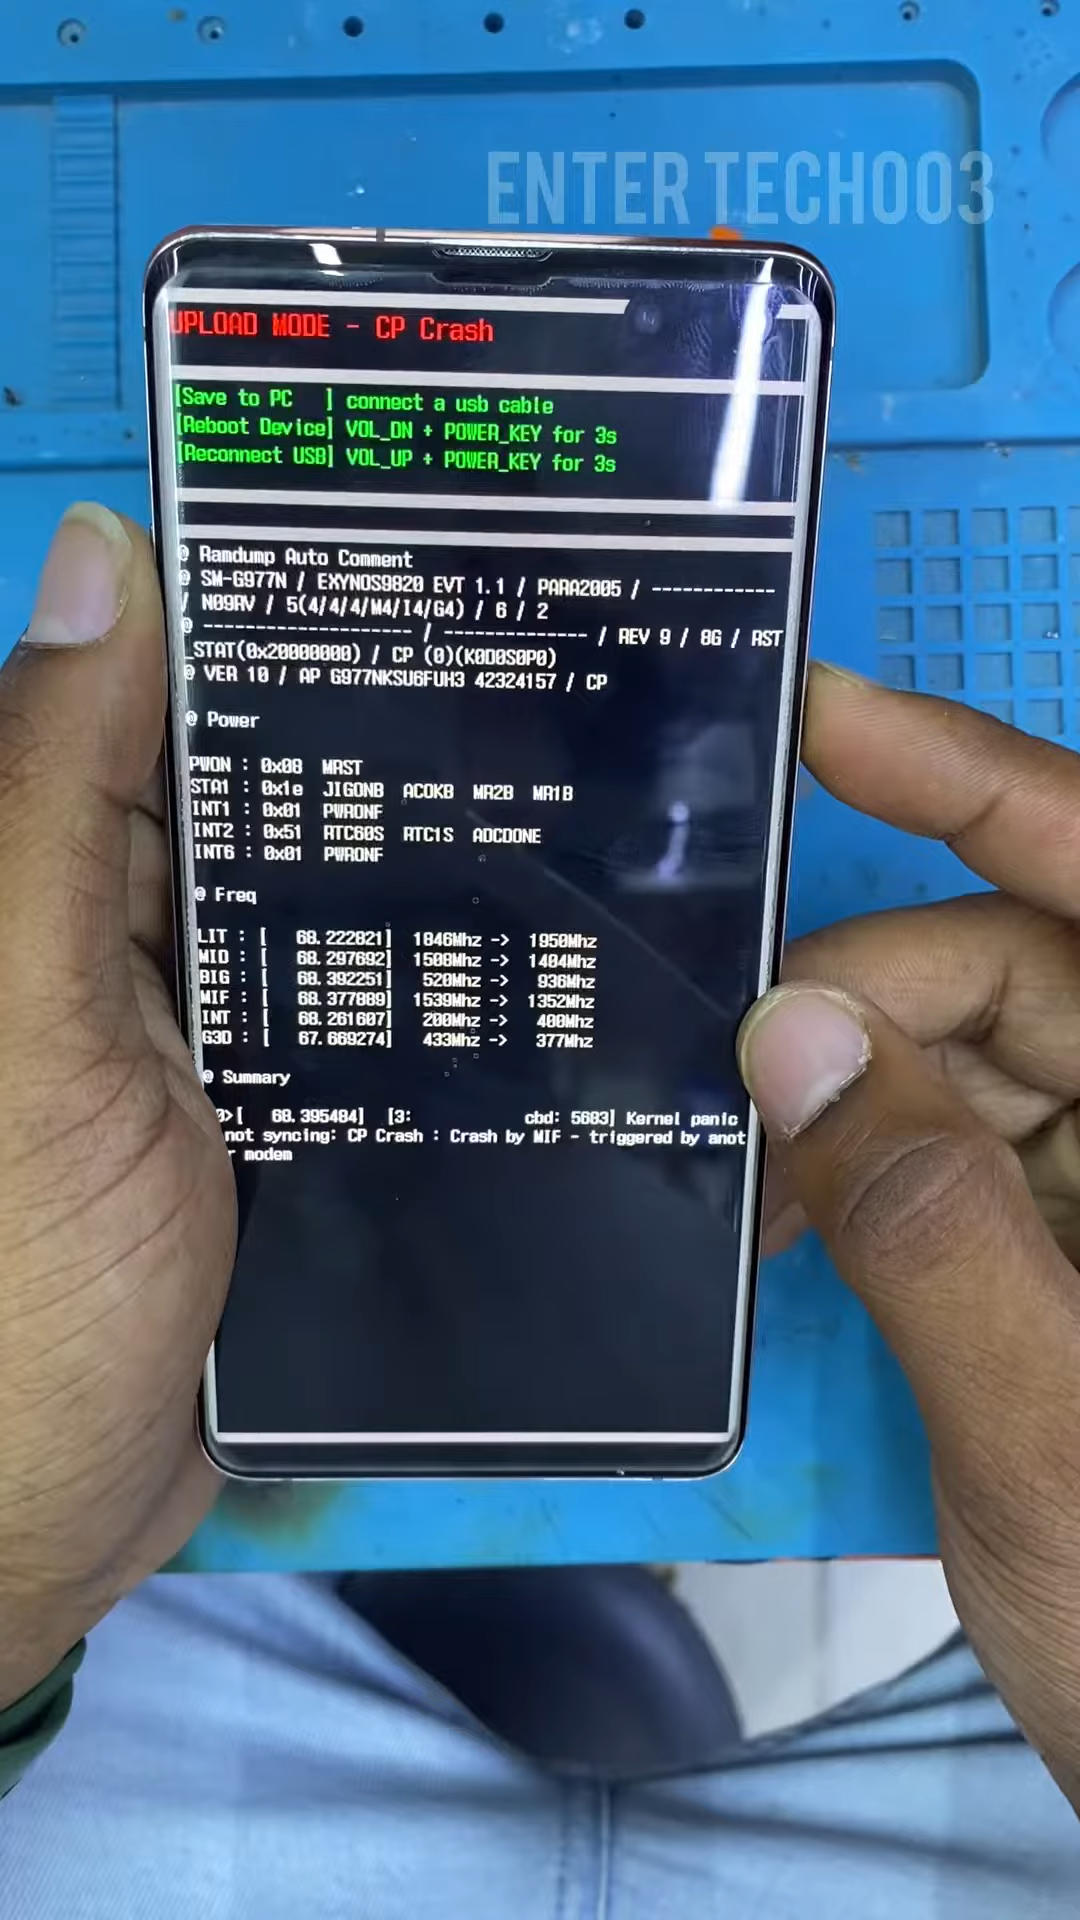 ENTER TECH003
UPLOAD MODE - CP Crash
[Save to PC   ] connect a usb cable
[Reboot Device] VOL_DN + POWER_KEY for 3s
[Reconnect USB] VOL_UP + POWER_KEY for 3s
@ Ramdump Auto Comment
@ SM-G977N / EXYNOS9820 EVT 1.1 / PARA2005 / ------------
/ N09RV / 5(4/4/4/M4/I4/G4) / 6 / 2
@ ------------------- / --------------- / REV 9 / 8G / RST
_STAT(0x20000000) / CP (0)(K0D0S0P0)
@ VER 10 / AP G977NKSU6FUH3 42324157 / CP
@ Power
PWON : 0x08  MRST
STA1 : 0x1e  JIGONB  ACOKB  MR2B  MR1B
INT1 : 0x01  PWRONF
INT2 : 0x51  RTC60S  RTC1S  ADCDONE
INT6 : 0x01  PWRONF
@ Freq
LIT : [   68.222821]  1846Mhz ->  1950Mhz
MID : [   68.297692]  1508Mhz ->  1404Mhz
BIG : [   68.392251]   520Mhz ->   936Mhz
MIF : [   68.377889]  1539Mhz ->  1352Mhz
INT : [   68.261607]   200Mhz ->   400Mhz
G3D : [   67.669274]   433Mhz ->   377Mhz
@ Summary
0>[   68.395484]  [3:            cbd: 5683] Kernel panic
not syncing: CP Crash : Crash by MIF - triggered by anot
r modem